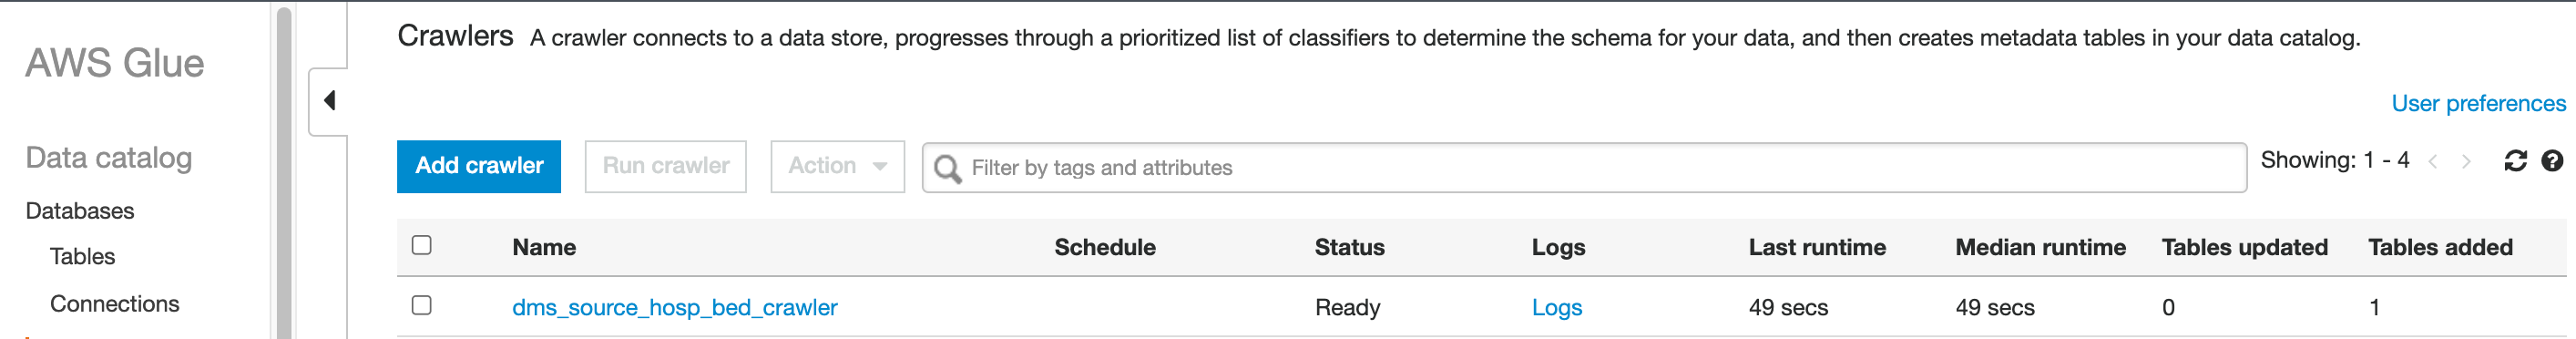 AWS Glue
Data catalog
Databases
Tables
Connections
Crawlers A crawler connects to a data store, progresses through a prioritized list of classifiers to determine the schema for your data, and then creates metadata tables in your data catalog.
User preferences
Add crawler Run crawler Action Filter by tags and attributes Showing: 1 - 4
Name Schedule Status Logs Last runtime Median runtime Tables updated Tables added
dms_source_hosp_bed_crawler Ready Logs 49 secs 49 secs 0 1